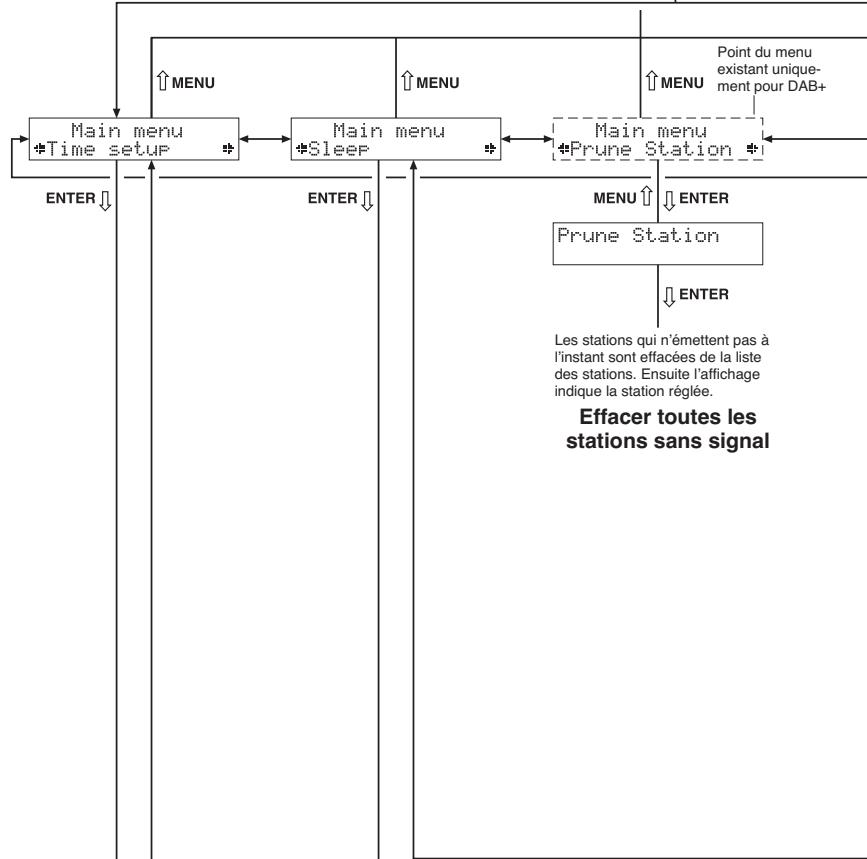 Point du menu
existant unique-
ment pour DAB+
MENU
MENU
MENU
Main menu
Time setup
Main menu
Sleep
Main menu
Prune Station
ENTER
ENTER
MENU
ENTER
Prune Station
ENTER
Les stations qui n'émettent pas à
l'instant sont effacées de la liste
des stations. Ensuite l'affichage
indique la station réglée.
Effacer toutes les
stations sans signal